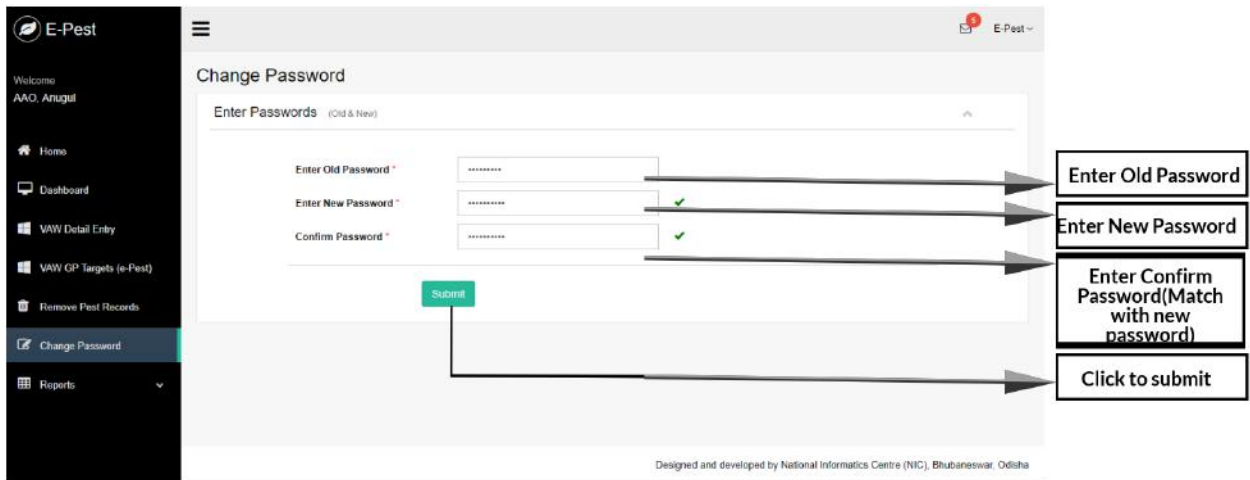 E-Pest
5
E-Pest
Welcome
AAO, Anugul
Home
Dashboard
VAW Detail Entry
VAW GP Targets (e-Pest)
Remove Pest Records
Change Password
Reports
Change Password
Enter Passwords (Old & New)
Enter Old Password *
Enter New Password *
Confirm Password *
Submit
Enter Old Password
Enter New Password
Enter Confirm
Password(Match
with new
password)
Click to submit
Designed and developed by National Informatics Centre (NIC), Bhubaneswar, Odisha